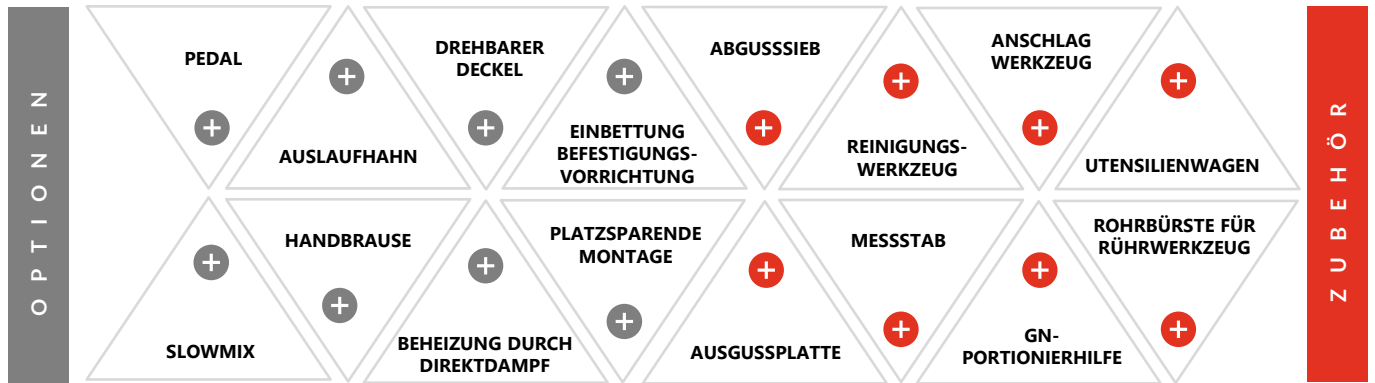 OPTIONEN
PEDAL
AUSLAUFHAHN
DREHBARER
DECKEL
EINBETTUNG
BEFESTIGUNGS-
VORRICHTUNG
ABGUSSSIEB
REINIGUNGS-
WERKZEUG
ANSCHLAG
WERKZEUG
UTENSILIENWAGEN
SLOWMIX
HANDBRAUSE
BEHEIZUNG DURCH
DIREKTDAMPF
PLATZSPARENDE
MONTAGE
AUSGUSSPLATTE
MESSSTAB
GN-
PORTIONIERHILFE
ROHRBÜRSTE FÜR
RÜHRWERKZEUG
ZUBEHÖR